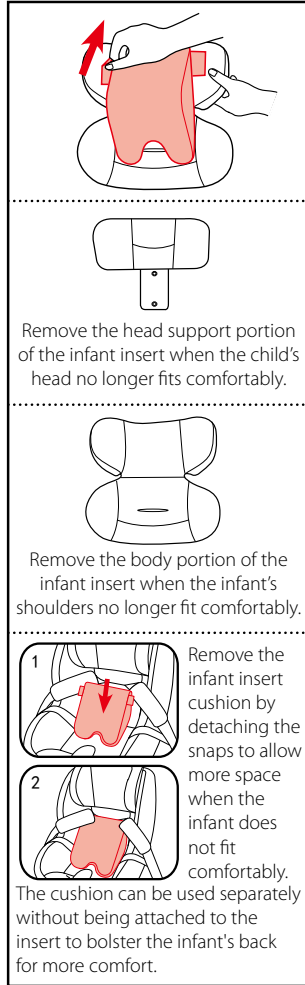 Remove the head support portion
of the infant insert when the child’s
head no longer fits comfortably.
Remove the body portion of the
infant insert when the infant’s
shoulders no longer fit comfortably.
1
2
Remove the
infant insert
cushion by
detaching the
snaps to allow
more space
when the
infant does
not fit
comfortably.
The cushion can be used separately
without being attached to the
insert to bolster the infant's back
for more comfort.